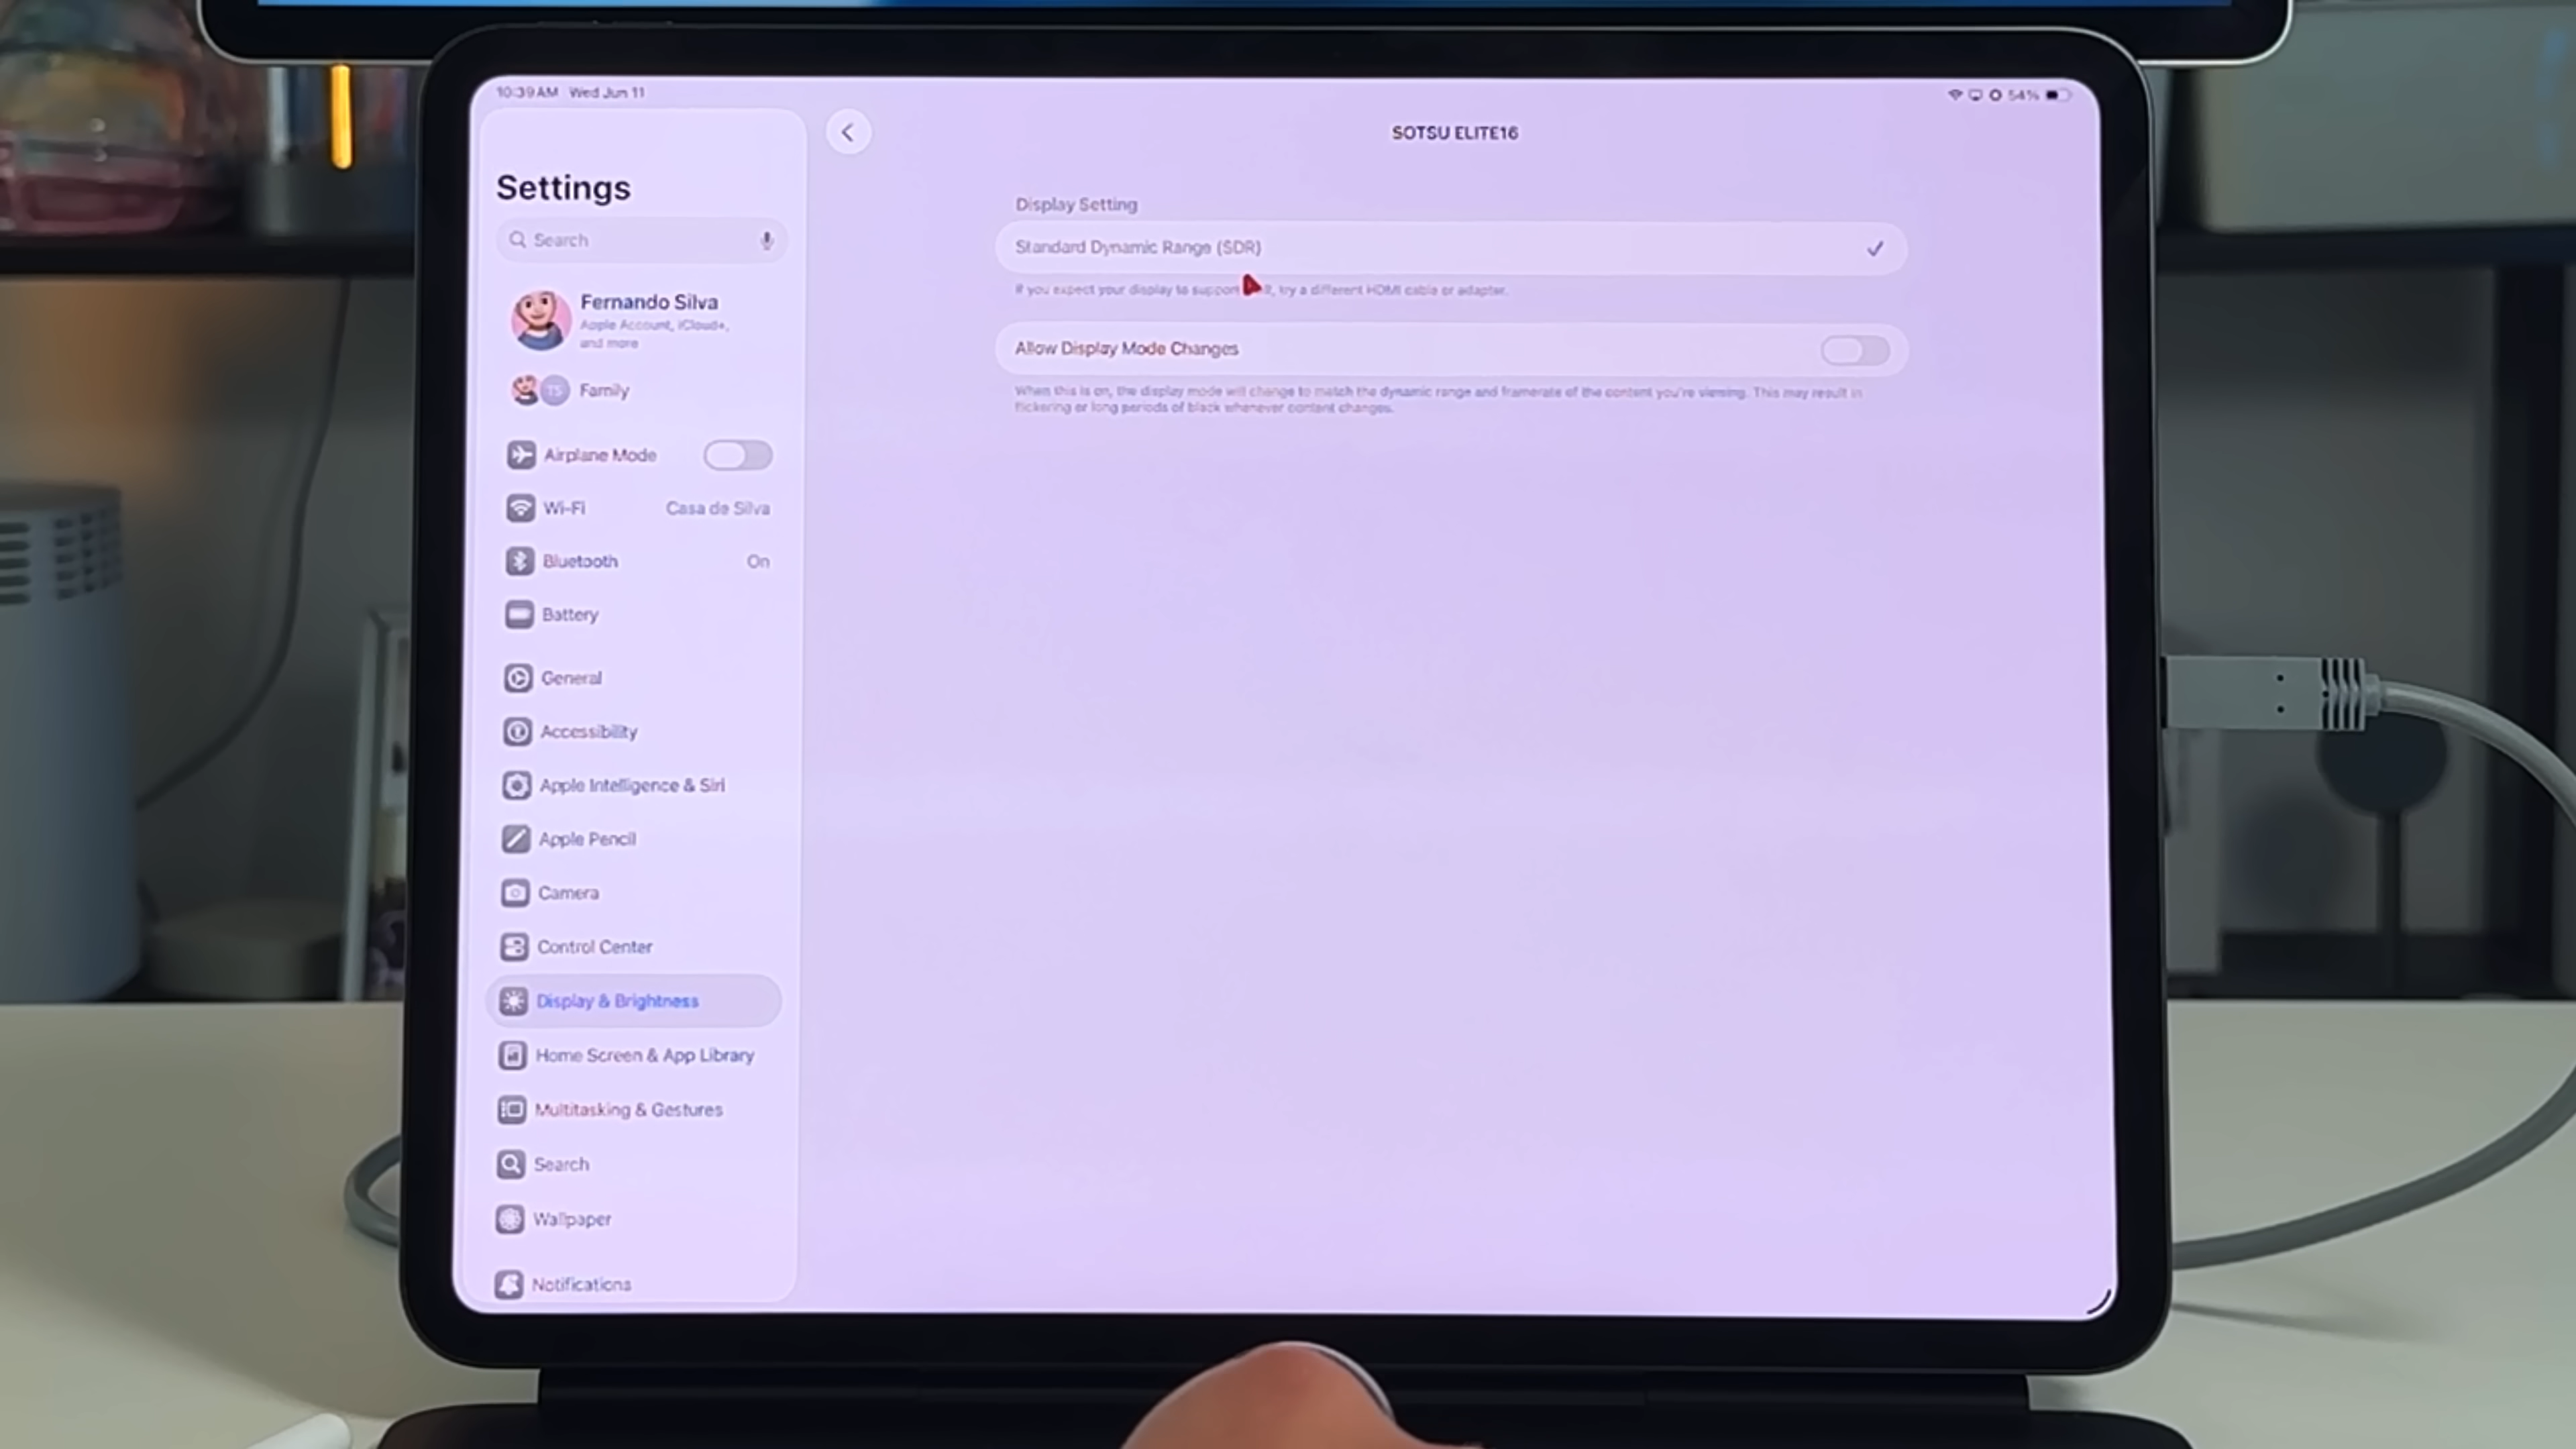 10:39 AM Wed Jun 11
54%
Settings
Search
Fernando Silva
Apple Account, iCloud+,
and more
TS
Family
Airplane Mode
Wi-Fi Casa de Silva
Bluetooth On
Battery
General
Accessibility
Apple Intelligence & Siri
Apple Pencil
Camera
Control Center
Display & Brightness
Home Screen & App Library
Multitasking & Gestures
Search
Wallpaper
Notifications
SOTSU ELITE16
Display Setting
Standard Dynamic Range (SDR)
If you expect your display to support it, try a different HDMI cable or adapter.
Allow Display Mode Changes
When this is on, the display mode will change to match the dynamic range and framerate of the content you're viewing. This may result in
flickering or long periods of black whenever content changes.